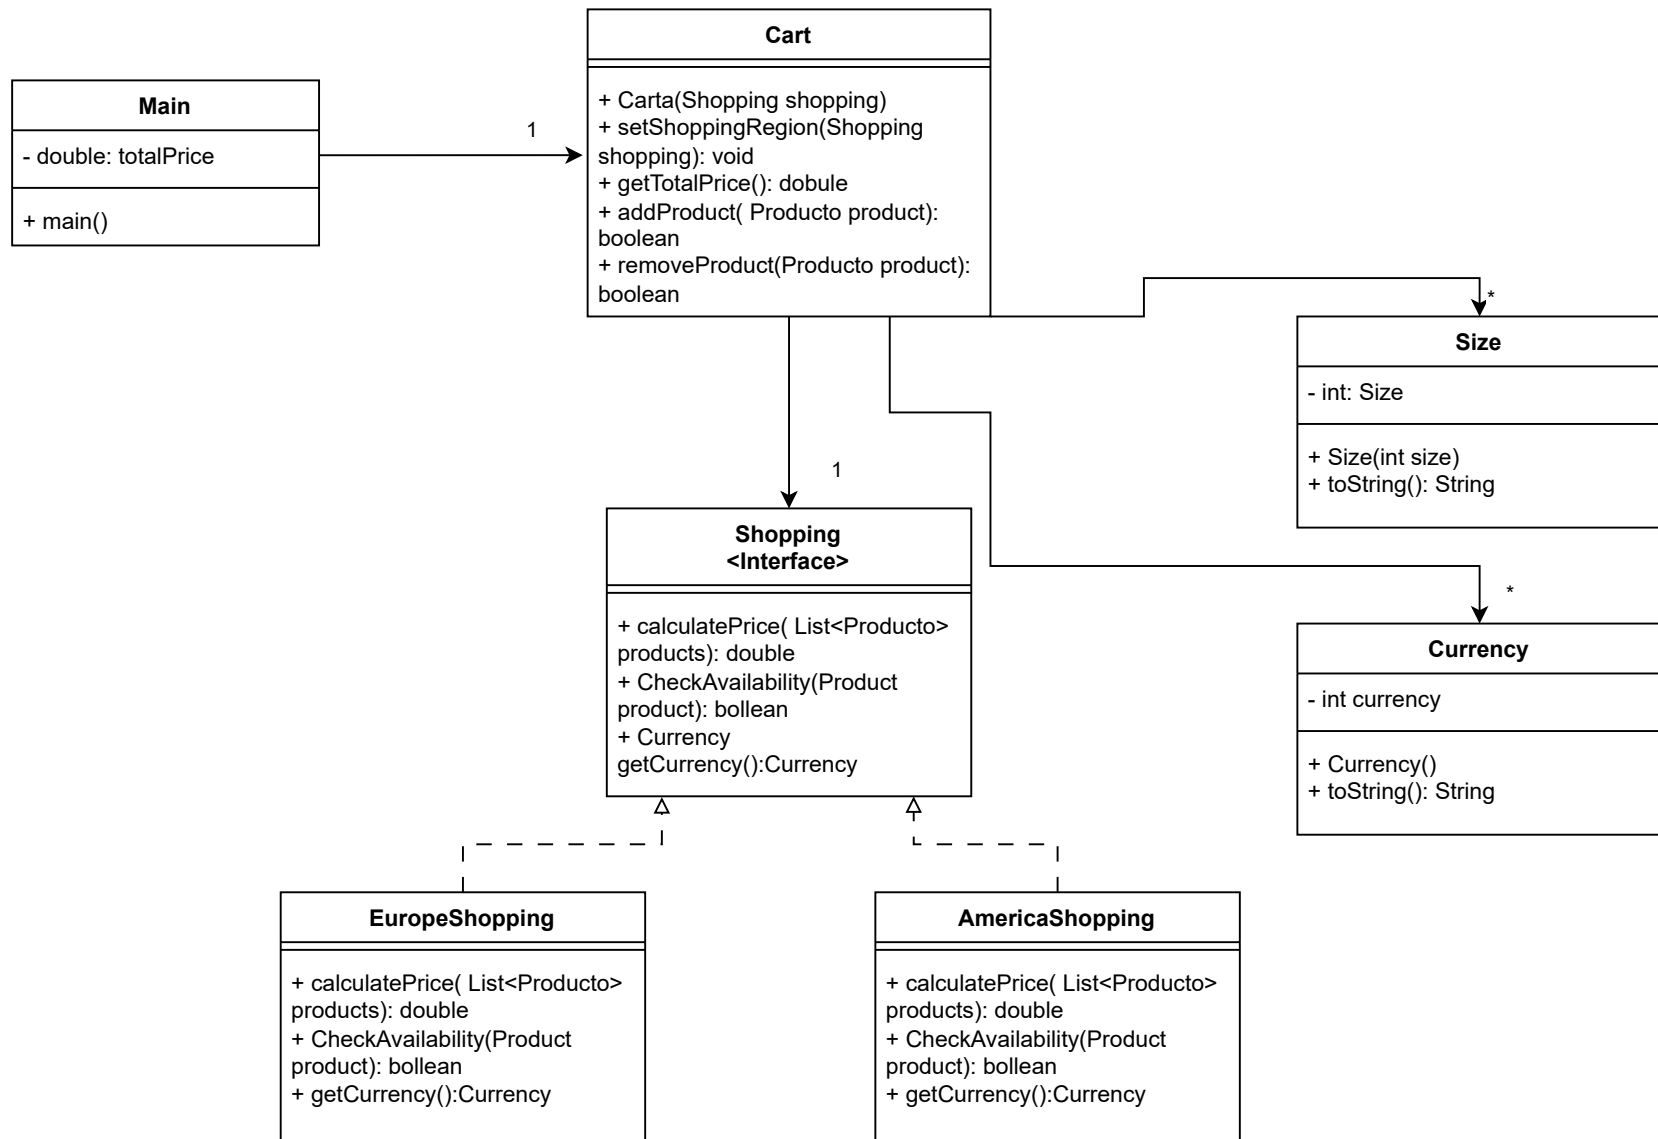 Cart
+ Carta(Shopping shopping)
+ setShoppingRegion(Shopping
shopping): void
+ getTotalPrice(): dobule
+ addProduct( Producto product):
boolean
+ removeProduct(Producto product):
boolean
Main
- double: totalPrice
+ main()
1
*
Size
- int: Size
+ Size(int size)
+ toString(): String
1
Shopping
<Interface>
+ calculatePrice( List<Producto>
products): double
+ CheckAvailability(Product
product): bollean
+ Currency
getCurrency():Currency
*
Currency
- int currency
+ Currency()
+ toString(): String
EuropeShopping
+ calculatePrice( List<Producto>
products): double
+ CheckAvailability(Product
product): bollean
+ getCurrency():Currency
AmericaShopping
+ calculatePrice( List<Producto>
products): double
+ CheckAvailability(Product
product): bollean
+ getCurrency():Currency